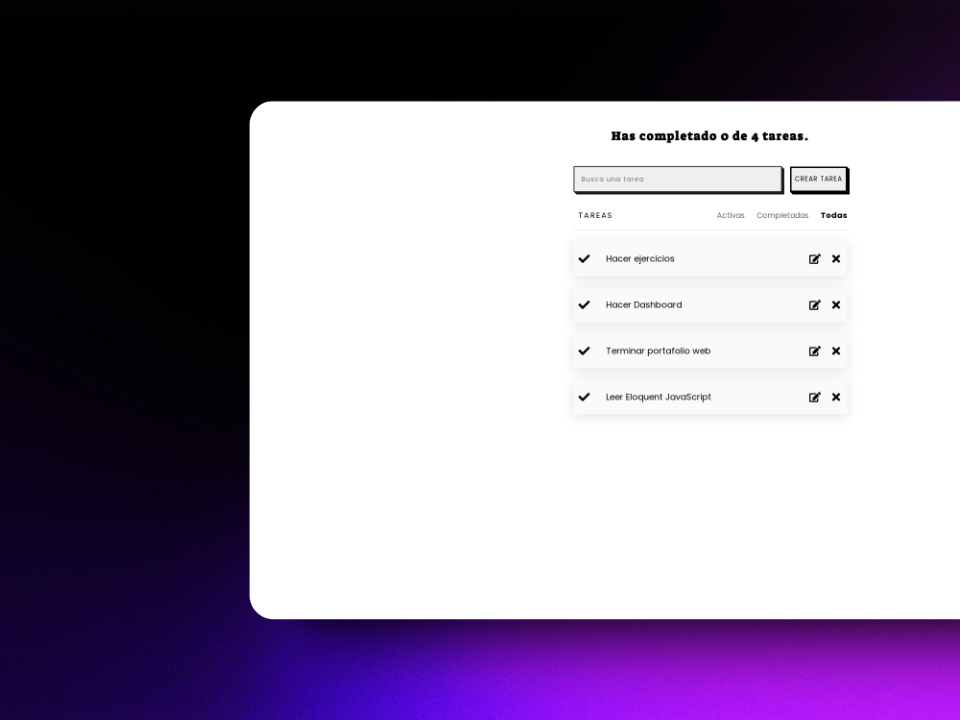 Has completado 0 de 4 tareas.
Busca una tarea
CREAR TAREA
TAREAS
Activas Completadas Todas
Hacer ejercicios
Hacer Dashboard
Terminar portafolio web
Leer Eloquent JavaScript